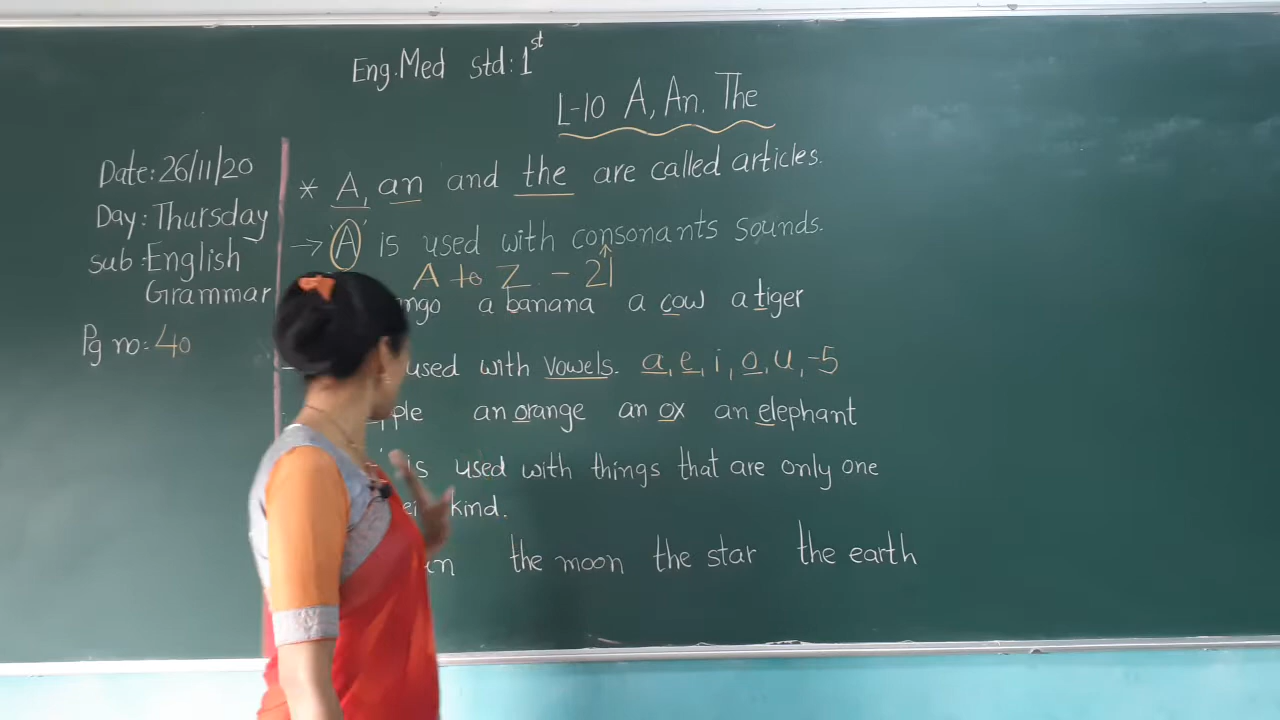 Eng.Med std: 1st
L-10 A, An. The
Date: 26/11/20
Day: Thursday
sub: English
Grammar
Pg no: 40
* A, an and the are called articles.
→ 'A' is used with consonants sounds.
A to Z - 21
a banana a cow a tiger
used with vowels. a, e, i, o, u, -5
an orange an ox an elephant
is used with things that are only one
kind.
the moon the star the earth